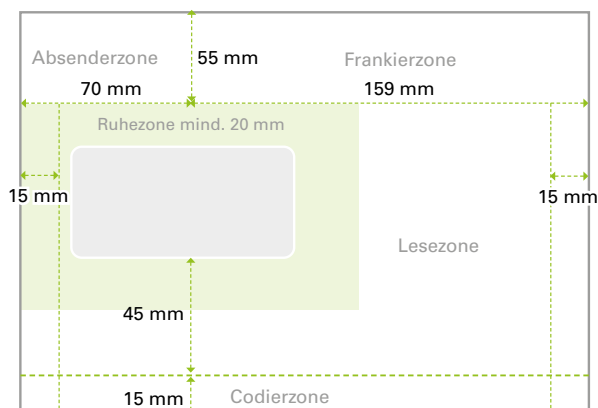 Absenderzone
55 mm
Frankierzone
70 mm
159 mm
Ruhezone mind. 20 mm
15 mm
15 mm
Lesezone
45 mm
15 mm
Codierzone